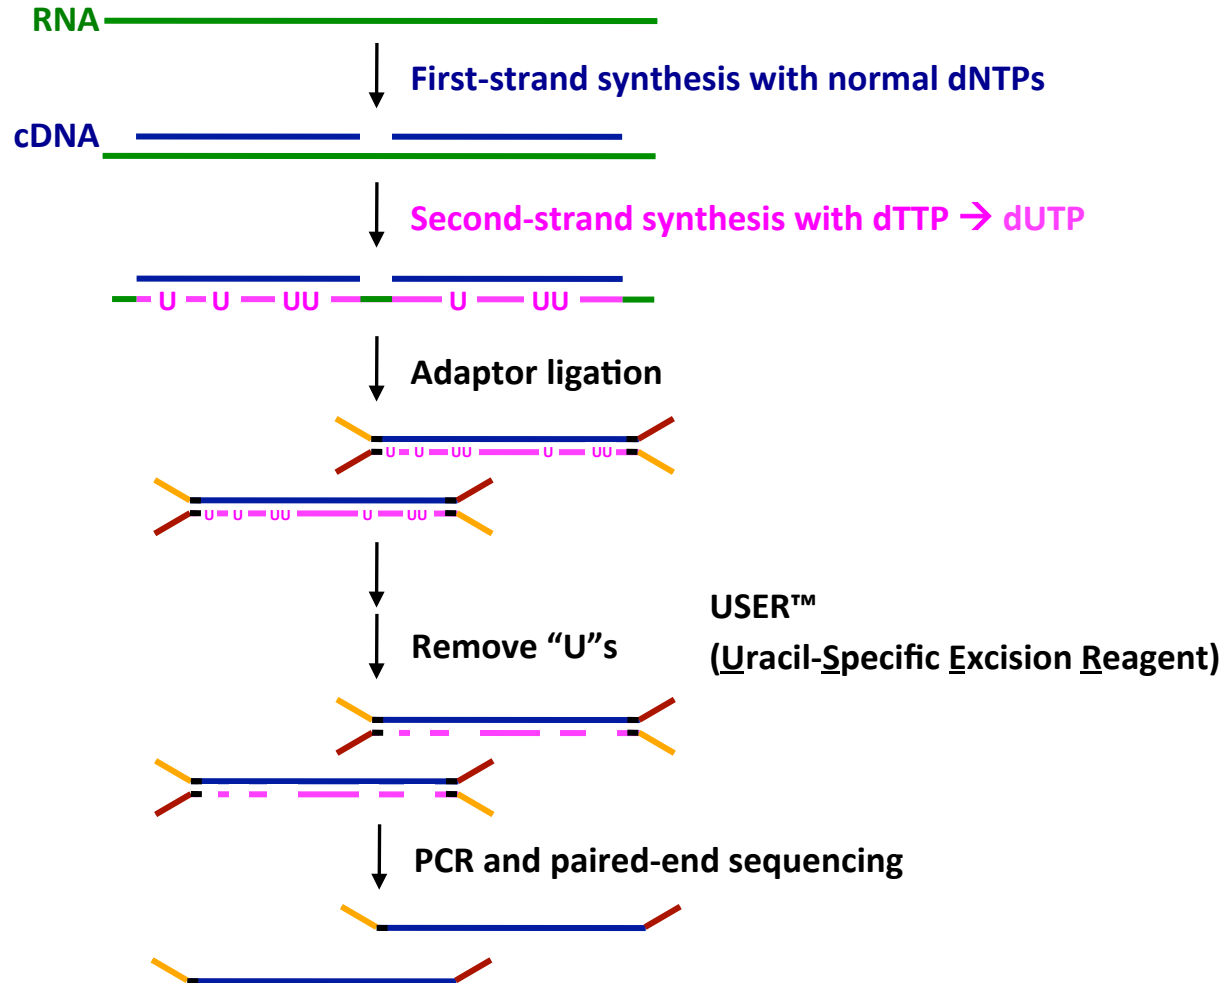 RNA
First-strand synthesis with normal dNTPs
cDNA
Second-strand synthesis with dTTP → dUTP
U U UU U UU
Adaptor ligation
U U UU U UU
U U UU U UU
USER™
Remove “U”s
(Uracil-Specific Excision Reagent)
PCR and paired-end sequencing